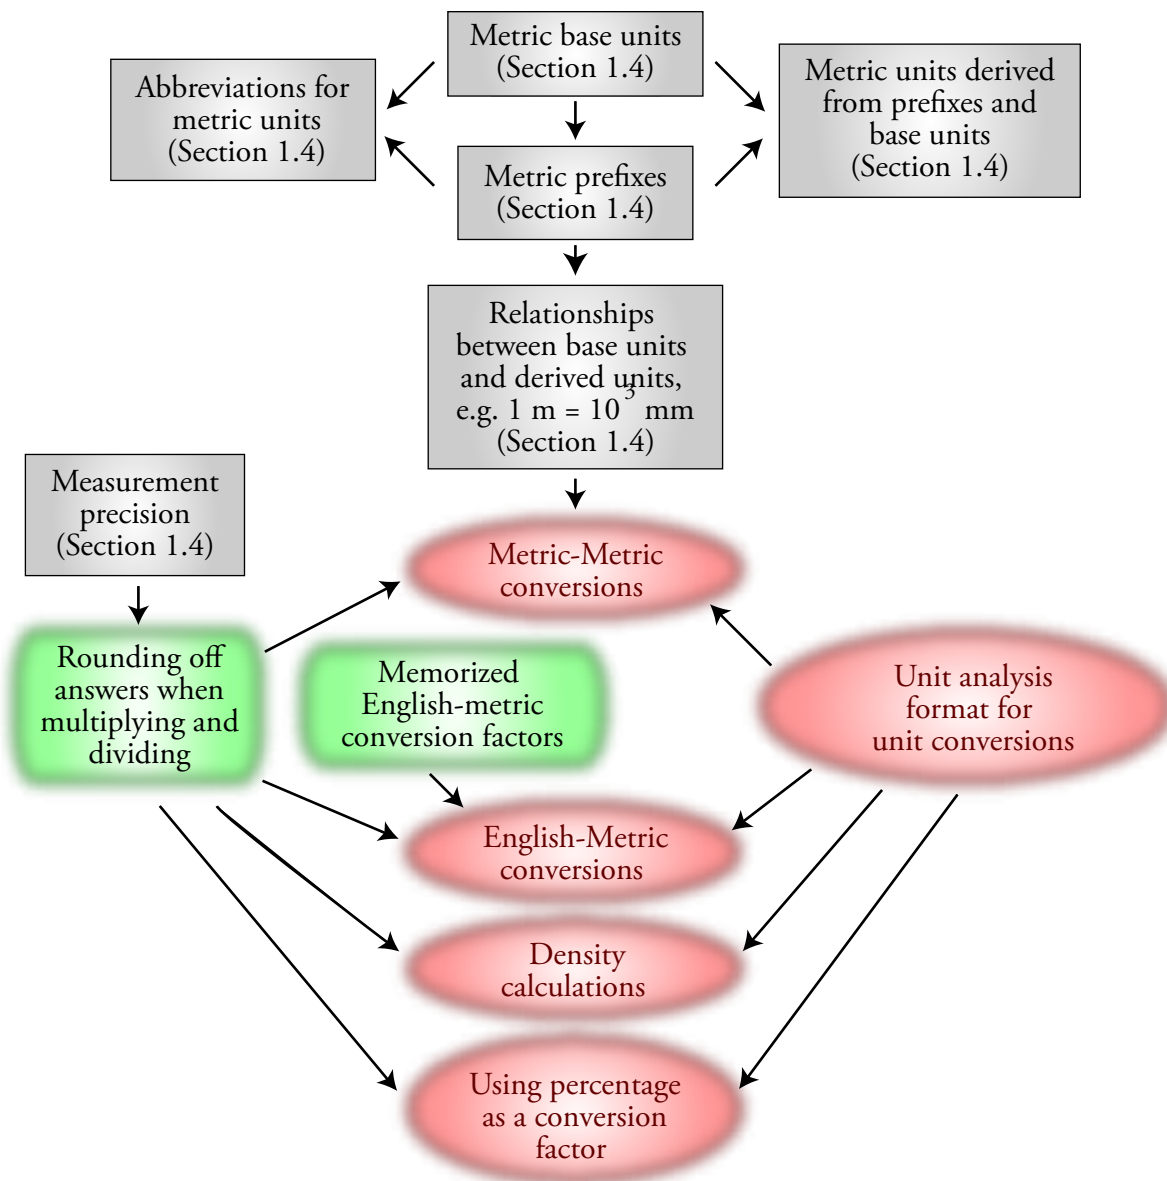 Metric base units
(Section 1.4)
Abbreviations for
metric units
(Section 1.4)
Metric units derived
from prefixes and
base units
(Section 1.4)
Metric prefixes
(Section 1.4)
Relationships
between base units
and derived units,
e.g. 1 m = 10³ mm
(Section 1.4)
Measurement
precision
(Section 1.4)
Metric-Metric
conversions
Rounding off
answers when
multiplying and
dividing
Memorized
English-metric
conversion factors
Unit analysis
format for
unit conversions
English-Metric
conversions
Density
calculations
Using percentage
as a conversion
factor